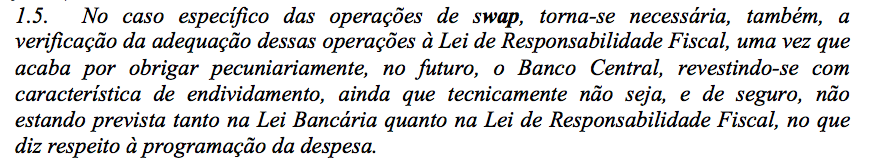 1.5. No caso específico das operações de swap, torna-se necessária, também, a
verificação da adequação dessas operações à Lei de Responsabilidade Fiscal, uma vez que
acaba por obrigar pecuniariamente, no futuro, o Banco Central, revestindo-se com
característica de endividamento, ainda que tecnicamente não seja, e de seguro, não
estando prevista tanto na Lei Bancária quanto na Lei de Responsabilidade Fiscal, no que
diz respeito à programação da despesa.